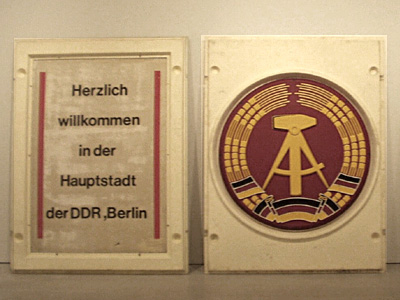 Herzlich
willkommen
in der
Hauptstadt
der DDR, Berlin